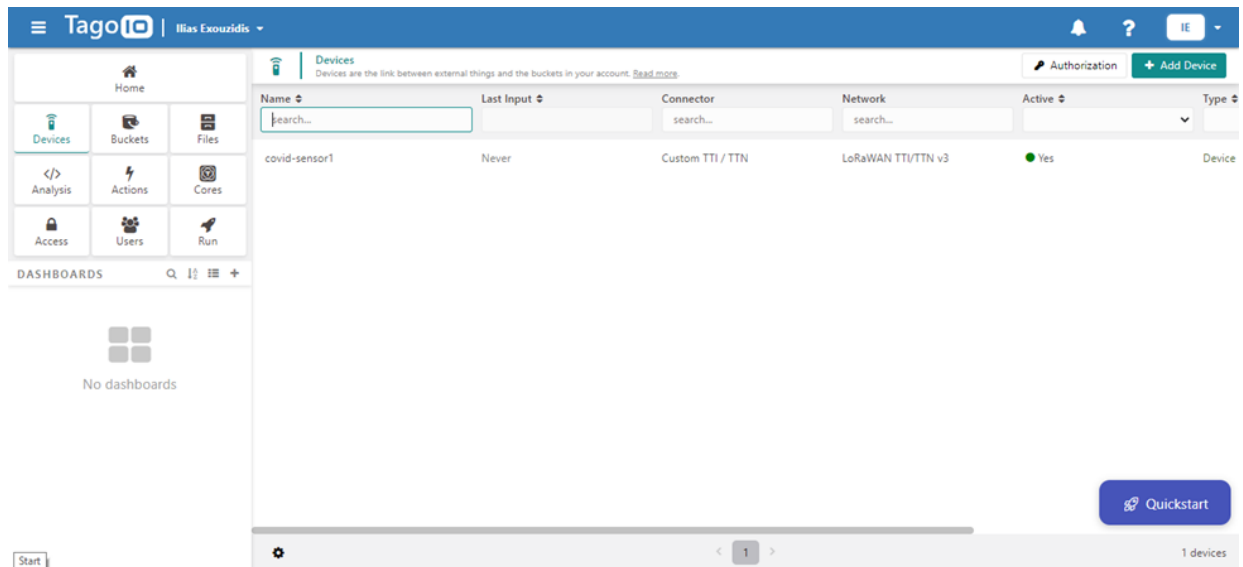 TagoIO | Ilias Exouzidis
? IE
Home
Devices Buckets Files
</> Analysis Actions Cores
Access Users Run
DASHBOARDS
No dashboards
Start
Devices
Devices are the link between external things and the buckets in your account. Read more.
Authorization + Add Device
Name Last Input Connector Network Active Type
search... search... search...
covid-sensor1 Never Custom TTI / TTN LoRaWAN TTI/TTN v3 Yes Device
Quickstart
< 1 > 1 devices